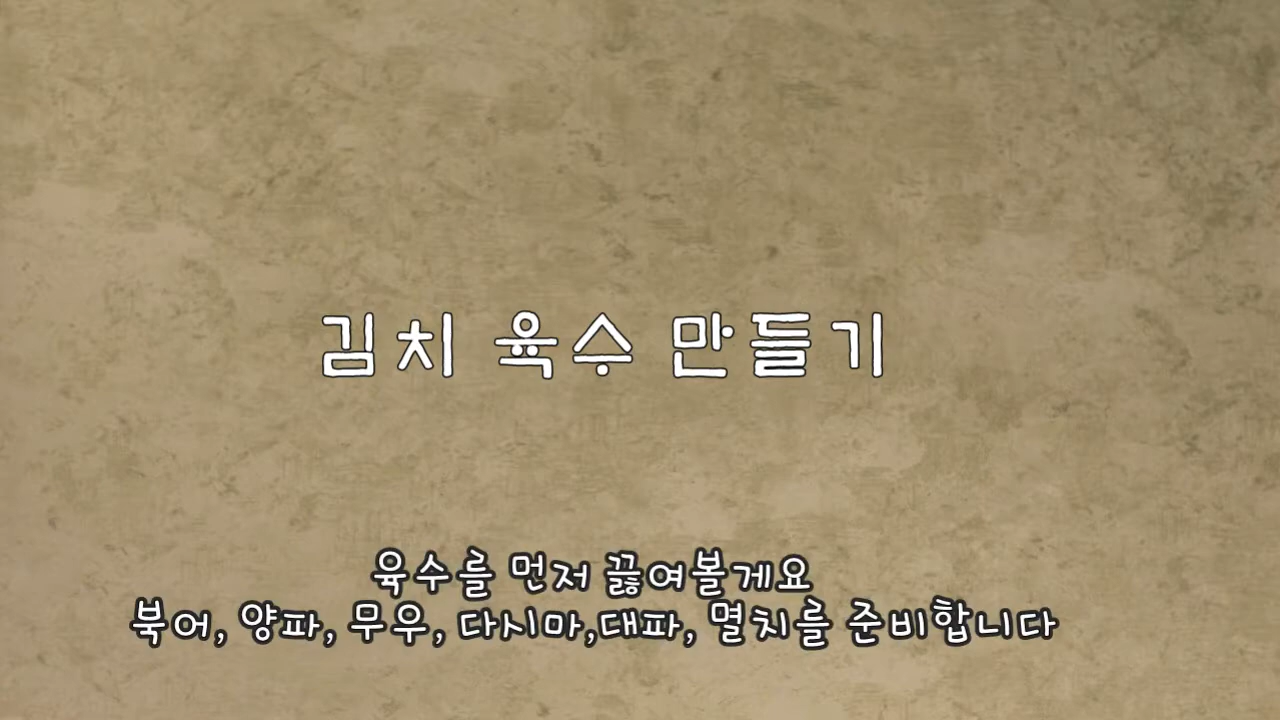 김치 육수 만들기
육수를 먼저 끓여볼게요
북어, 양파, 무우, 다시마,대파, 멸치를 준비합니다